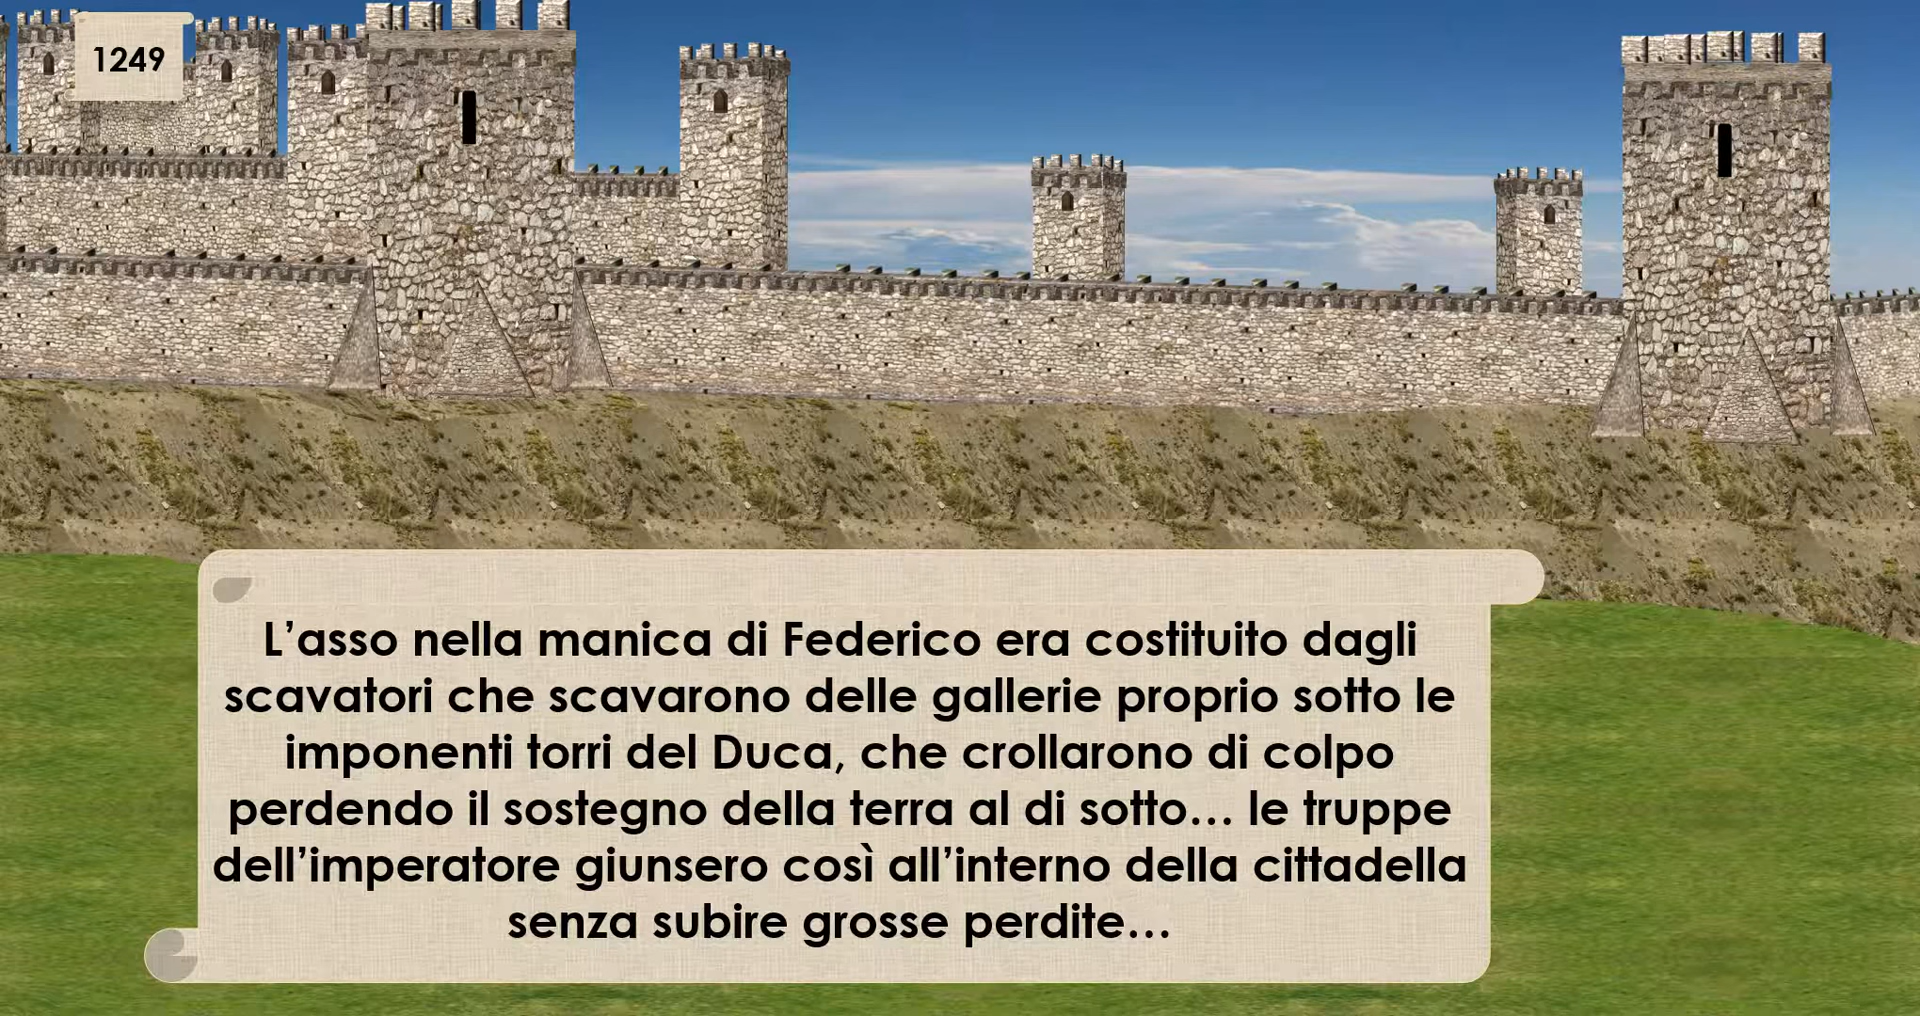 1249
L’asso nella manica di Federico era costituito dagli
scavatori che scavarono delle gallerie proprio sotto le
imponenti torri del Duca, che crollarono di colpo
perdendo il sostegno della terra al di sotto… le truppe
dell’imperatore giunsero così all’interno della cittadella
senza subire grosse perdite…